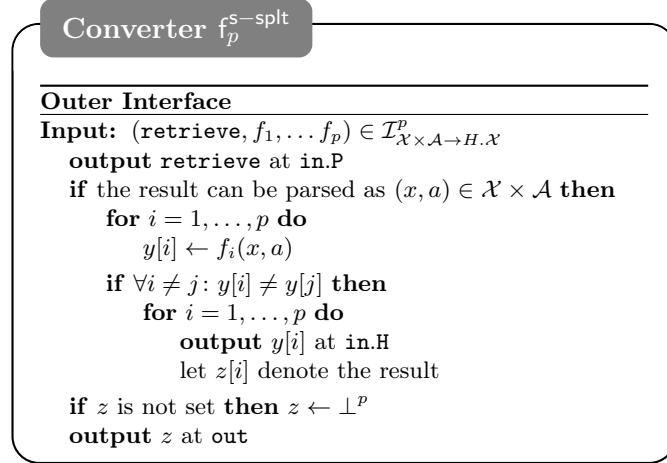 Converter f_p^{s-splt}
Outer Interface
Input: (retrieve, f_1, … f_p) ∈ 𝓘^p_{𝒳×𝒜→H.𝒳}
output retrieve at in.P
if the result can be parsed as (x, a) ∈ 𝒳 × 𝒜 then
for i = 1, …, p do
y[i] ← f_i(x, a)
if ∀i ≠ j: y[i] ≠ y[j] then
for i = 1, …, p do
output y[i] at in.H
let z[i] denote the result
if z is not set then z ← ⊥^p
output z at out